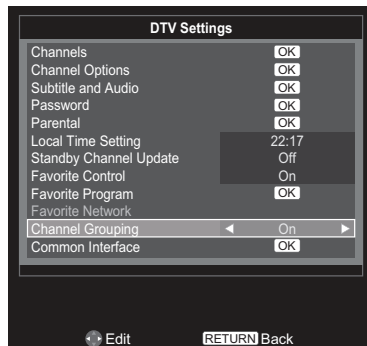 DTV Settings
Channels OK
Channel Options OK
Subtitle and Audio OK
Password OK
Parental OK
Local Time Setting 22:17
Standby Channel Update Off
Favorite Control On
Favorite Program OK
Favorite Network
Channel Grouping On
Common Interface OK
Edit RETURN Back